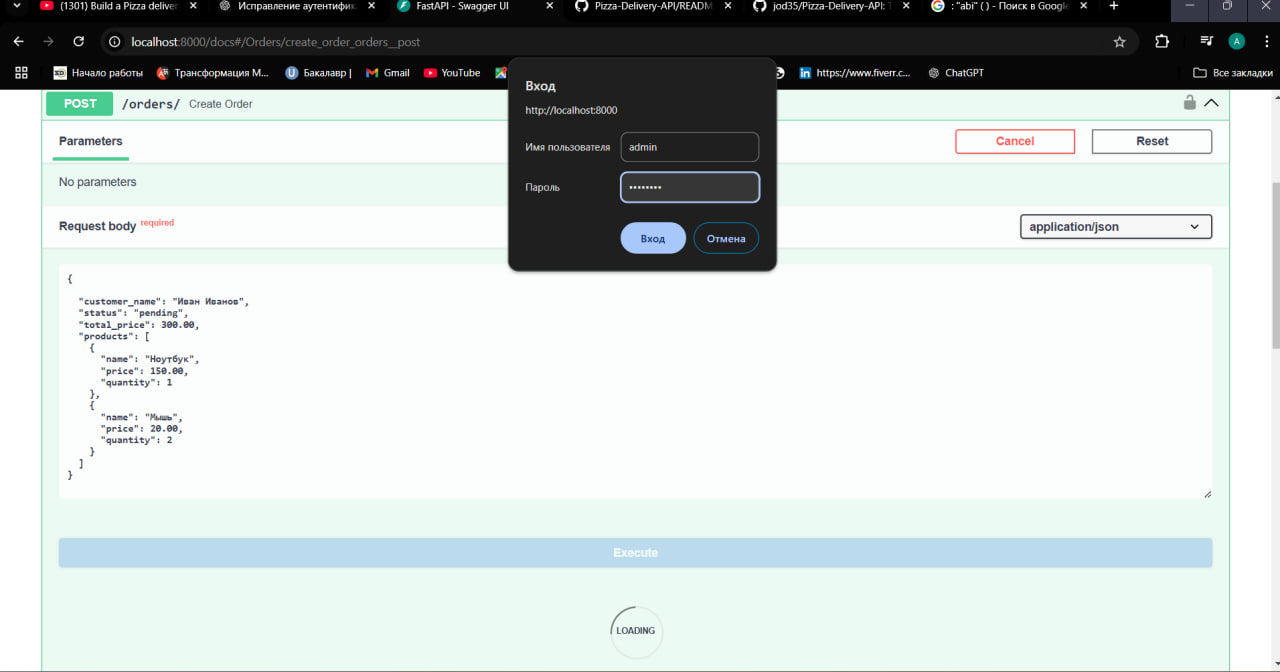 (1301) Build a Pizza deliver
Исправление аутентифик
FastAPI - Swagger UI
Pizza-Delivery-API/READM
jod35/Pizza-Delivery-API: T
: "abi" ( ) - Поиск в Google
localhost:8000/docs#/Orders/create_order_orders__post
A
XD
Начало работы
Трансформация М...
U
Бакалавр |
Gmail
YouTube
in
https://www.fiverr.c...
ChatGPT
Все закладки
POST
/orders/
Create Order
Parameters
Cancel
Reset
No parameters
Request body required
application/json
Вход
http://localhost:8000
Имя пользователя
admin
Пароль
••••••••
Вход
Отмена
{
"customer_name": "Иван Иванов",
"status": "pending",
"total_price": 300.00,
"products": [
{
"name": "Ноутбук",
"price": 150.00,
"quantity": 1
},
{
"name": "Мышь",
"price": 20.00,
"quantity": 2
}
]
}
Execute
LOADING